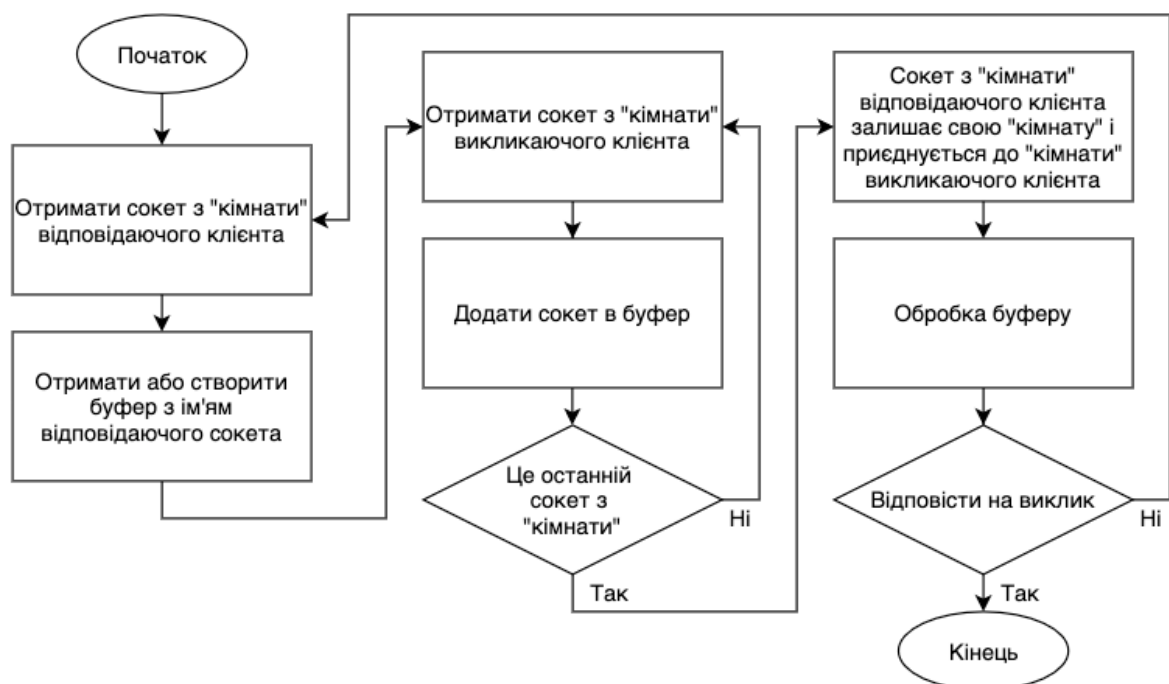 Початок
Отримати сокет з "кімнати"
відповідаючого клієнта
Отримати або створити
буфер з ім'ям
відповідаючого сокета
Отримати сокет з "кімнати"
викликаючого клієнта
Додати сокет в буфер
Це останній
сокет з
"кімнати"
Ні
Так
Сокет з "кімнати"
відповідаючого клієнта
залишає свою "кімнату" і
приєднується до "кімнати"
викликаючого клієнта
Обробка буферу
Відповісти на виклик
Ні
Так
Кінець